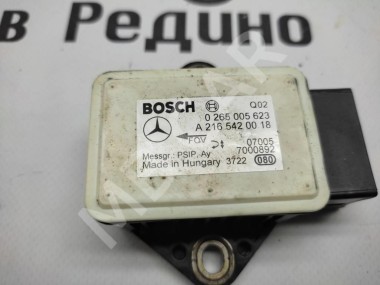 в Редино
BOSCH Q02
0 265 005 623
A 216 542 00 18
FOV 07005
Messgr.: PSIP, Ay 7000892
Made in Hungary 3722 080